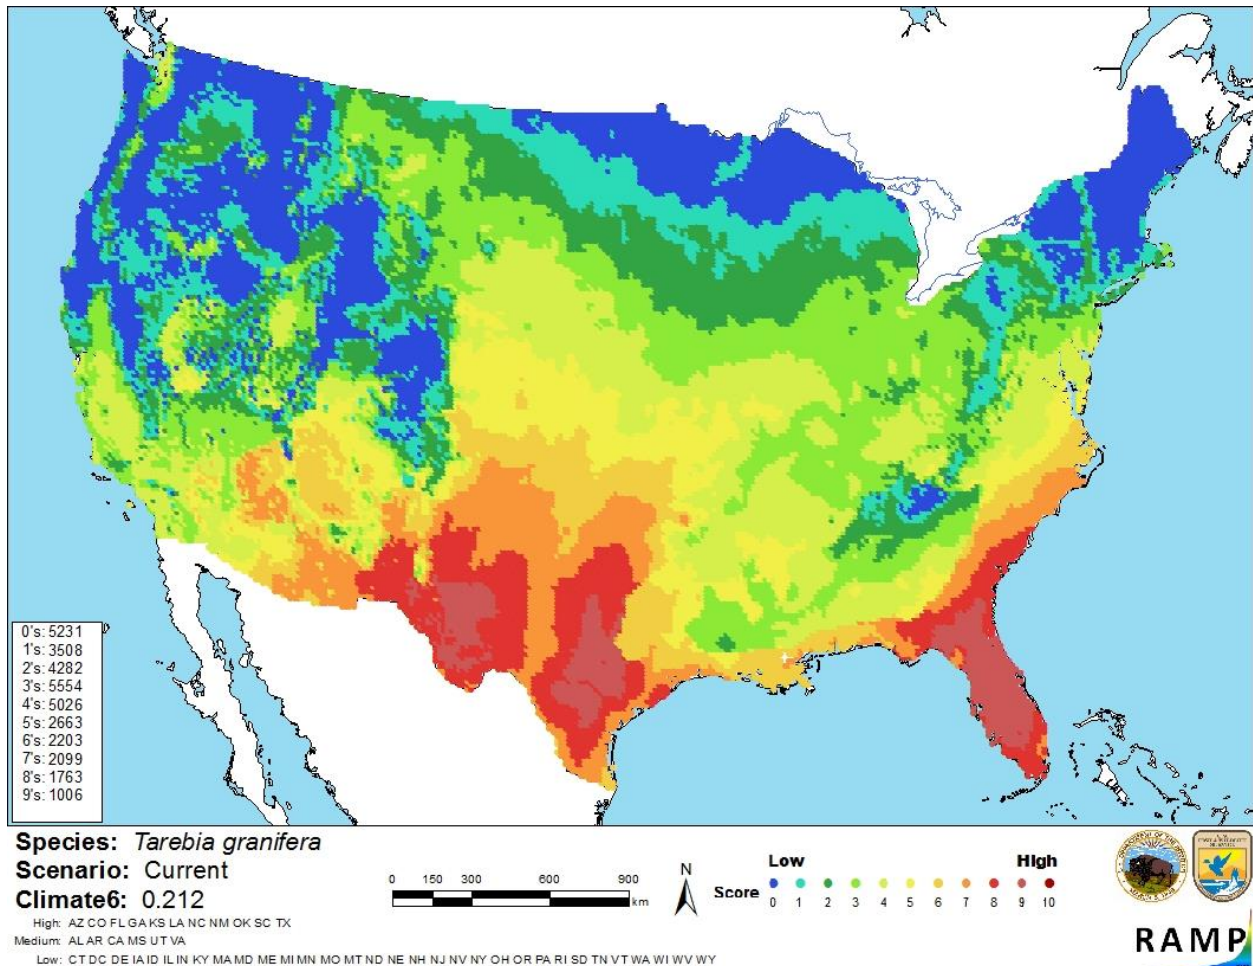 0's: 5231
1's: 3508
2's: 4282
3's: 5554
4's: 5026
5's: 2663
6's: 2203
7's: 2099
8's: 1763
9's: 1006
Species: Tarebia granifera
Scenario: Current
Climate6: 0.212
High: AZ CO FL GA KS LA NC NM OK SC TX
Medium: AL AR CA MS UT VA
Low: CT DC DE IA ID IL IN KY MA MD ME MI MN MO MT ND NE NH NJ NV NY OH OR PA RI SD TN VT WA WI WV WY
0 150 300 600 900
km
N
Low High
Score
0 1 2 3 4 5 6 7 8 9 10
RAMP